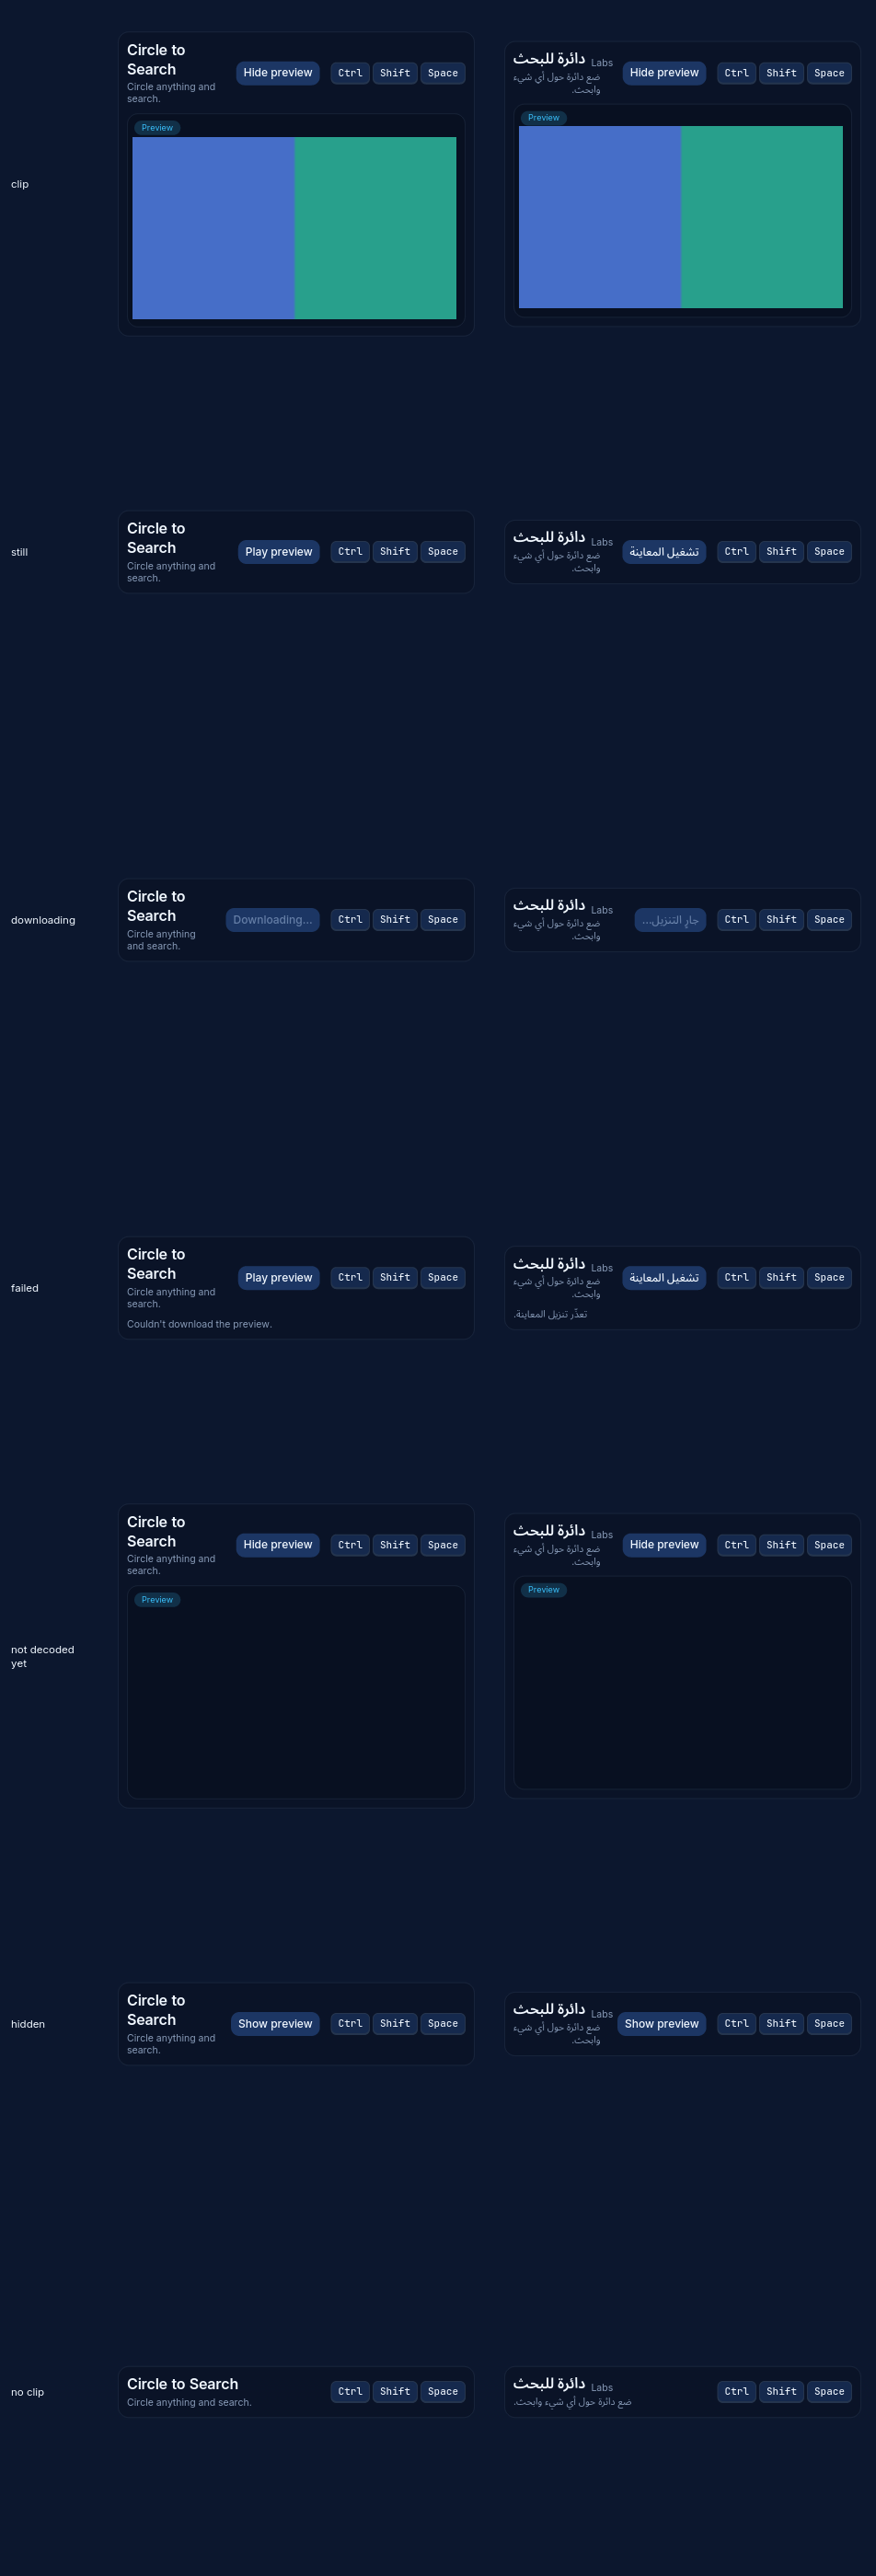 Circle to
Search
Circle anything and
search.
Hide preview
Ctrl Shift Space
Preview
دائرة للبحث Labs
ضع دائرة حول أي شيء
وابحث.
Hide preview
Ctrl Shift Space
Preview
clip
Circle to
Search
Circle anything and
search.
Play preview
Ctrl Shift Space
دائرة للبحث Labs
ضع دائرة حول أي شيء
وابحث.
تشغيل المعاينة
Ctrl Shift Space
still
Circle to
Search
Circle anything
and search.
Downloading...
Ctrl Shift Space
دائرة للبحث Labs
ضع دائرة حول أي شيء
وابحث.
جارٍ التنزيل...
Ctrl Shift Space
downloading
Circle to
Search
Circle anything and
search.
Play preview
Ctrl Shift Space
Couldn't download the preview.
دائرة للبحث Labs
ضع دائرة حول أي شيء
وابحث.
تشغيل المعاينة
Ctrl Shift Space
تعذّر تنزيل المعاينة.
failed
Circle to
Search
Circle anything and
search.
Hide preview
Ctrl Shift Space
Preview
دائرة للبحث Labs
ضع دائرة حول أي شيء
وابحث.
Hide preview
Ctrl Shift Space
Preview
not decoded
yet
Circle to
Search
Circle anything and
search.
Show preview
Ctrl Shift Space
دائرة للبحث Labs
ضع دائرة حول أي شيء
وابحث.
Show preview
Ctrl Shift Space
hidden
Circle to Search
Circle anything and search.
Ctrl Shift Space
دائرة للبحث Labs
ضع دائرة حول أي شيء وابحث.
Ctrl Shift Space
no clip